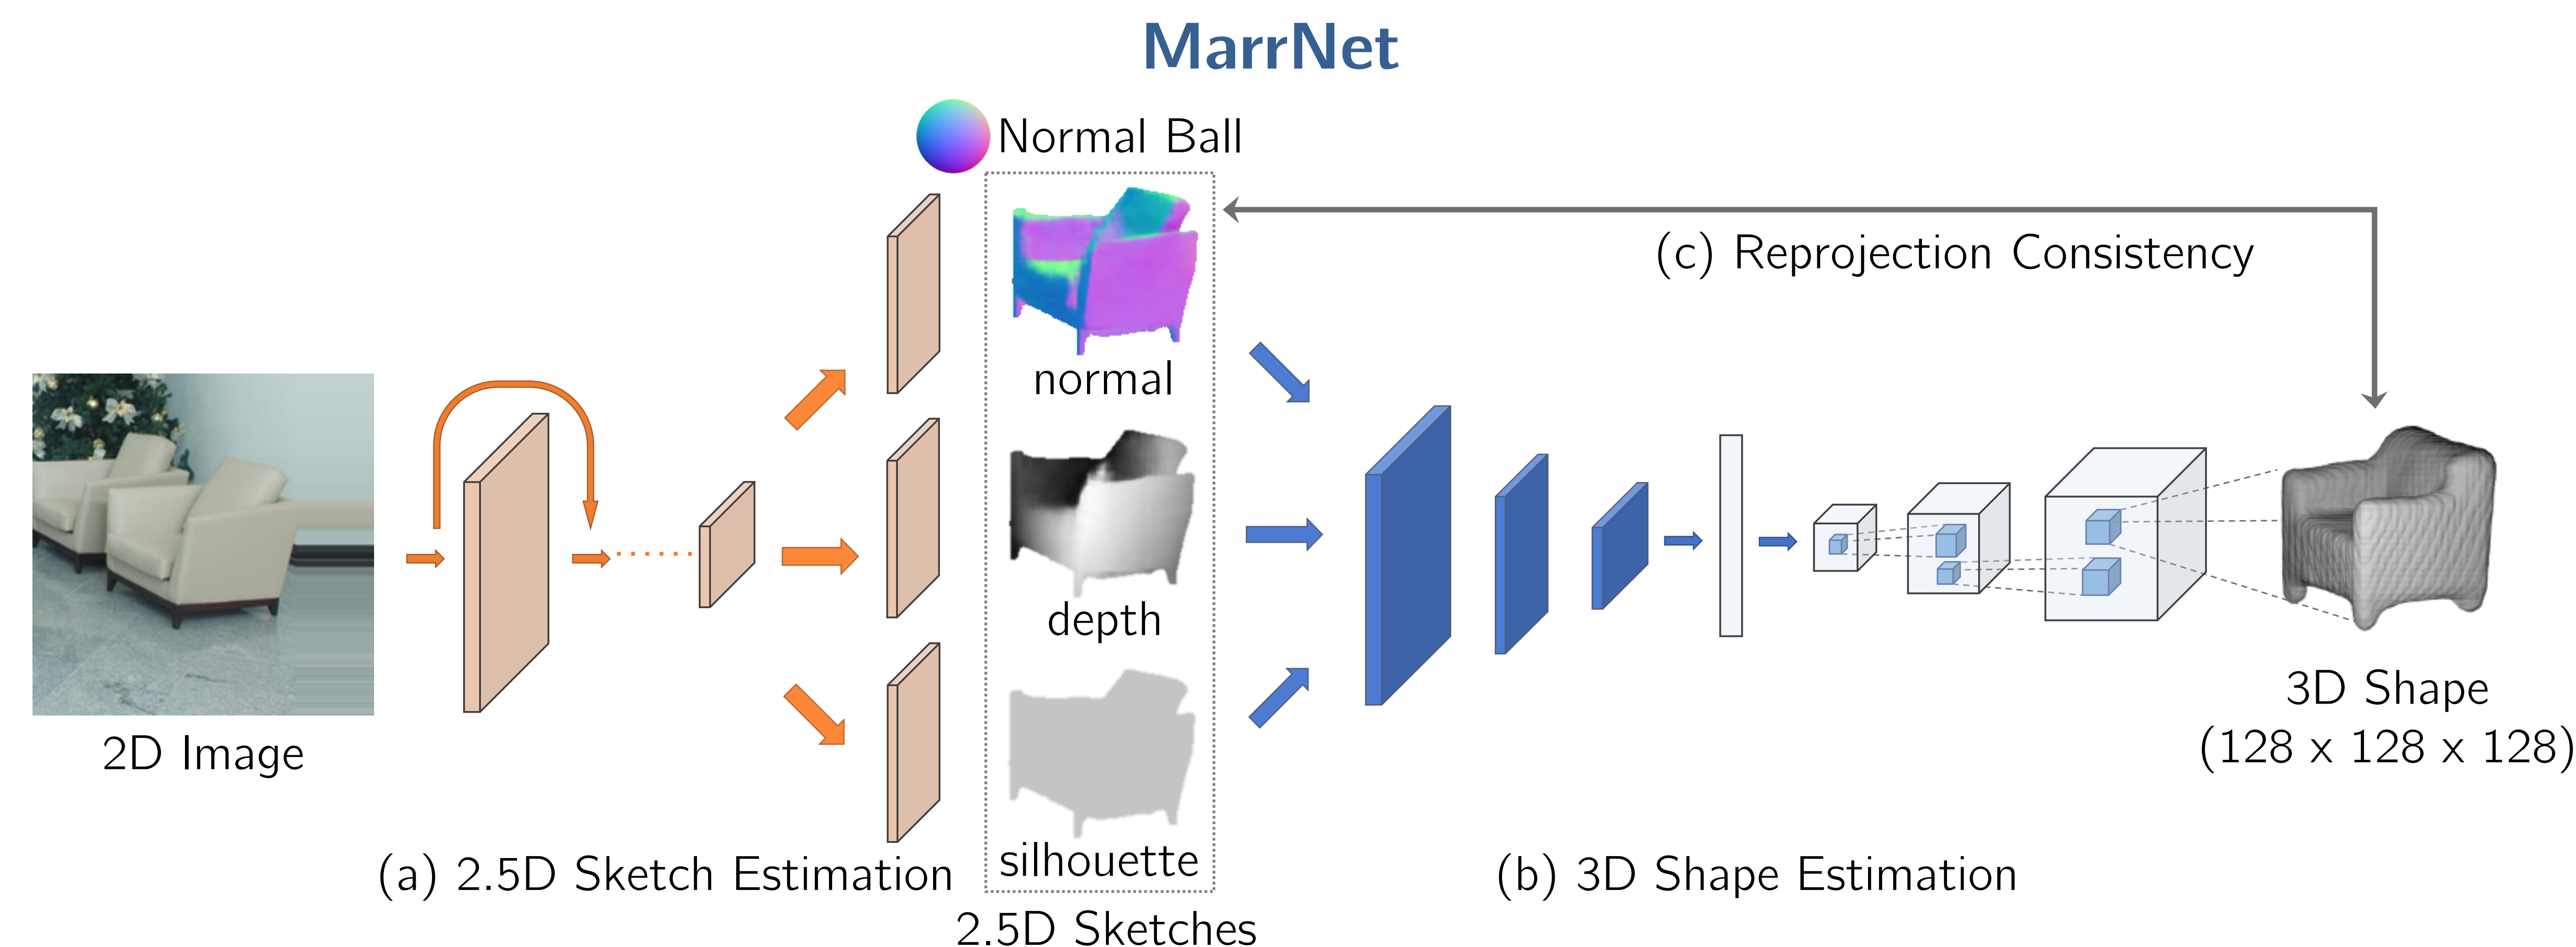 MarrNet
Normal Ball
normal
depth
silhouette
2.5D Sketches
2D Image
(a) 2.5D Sketch Estimation
(b) 3D Shape Estimation
(c) Reprojection Consistency
3D Shape
(128 x 128 x 128)